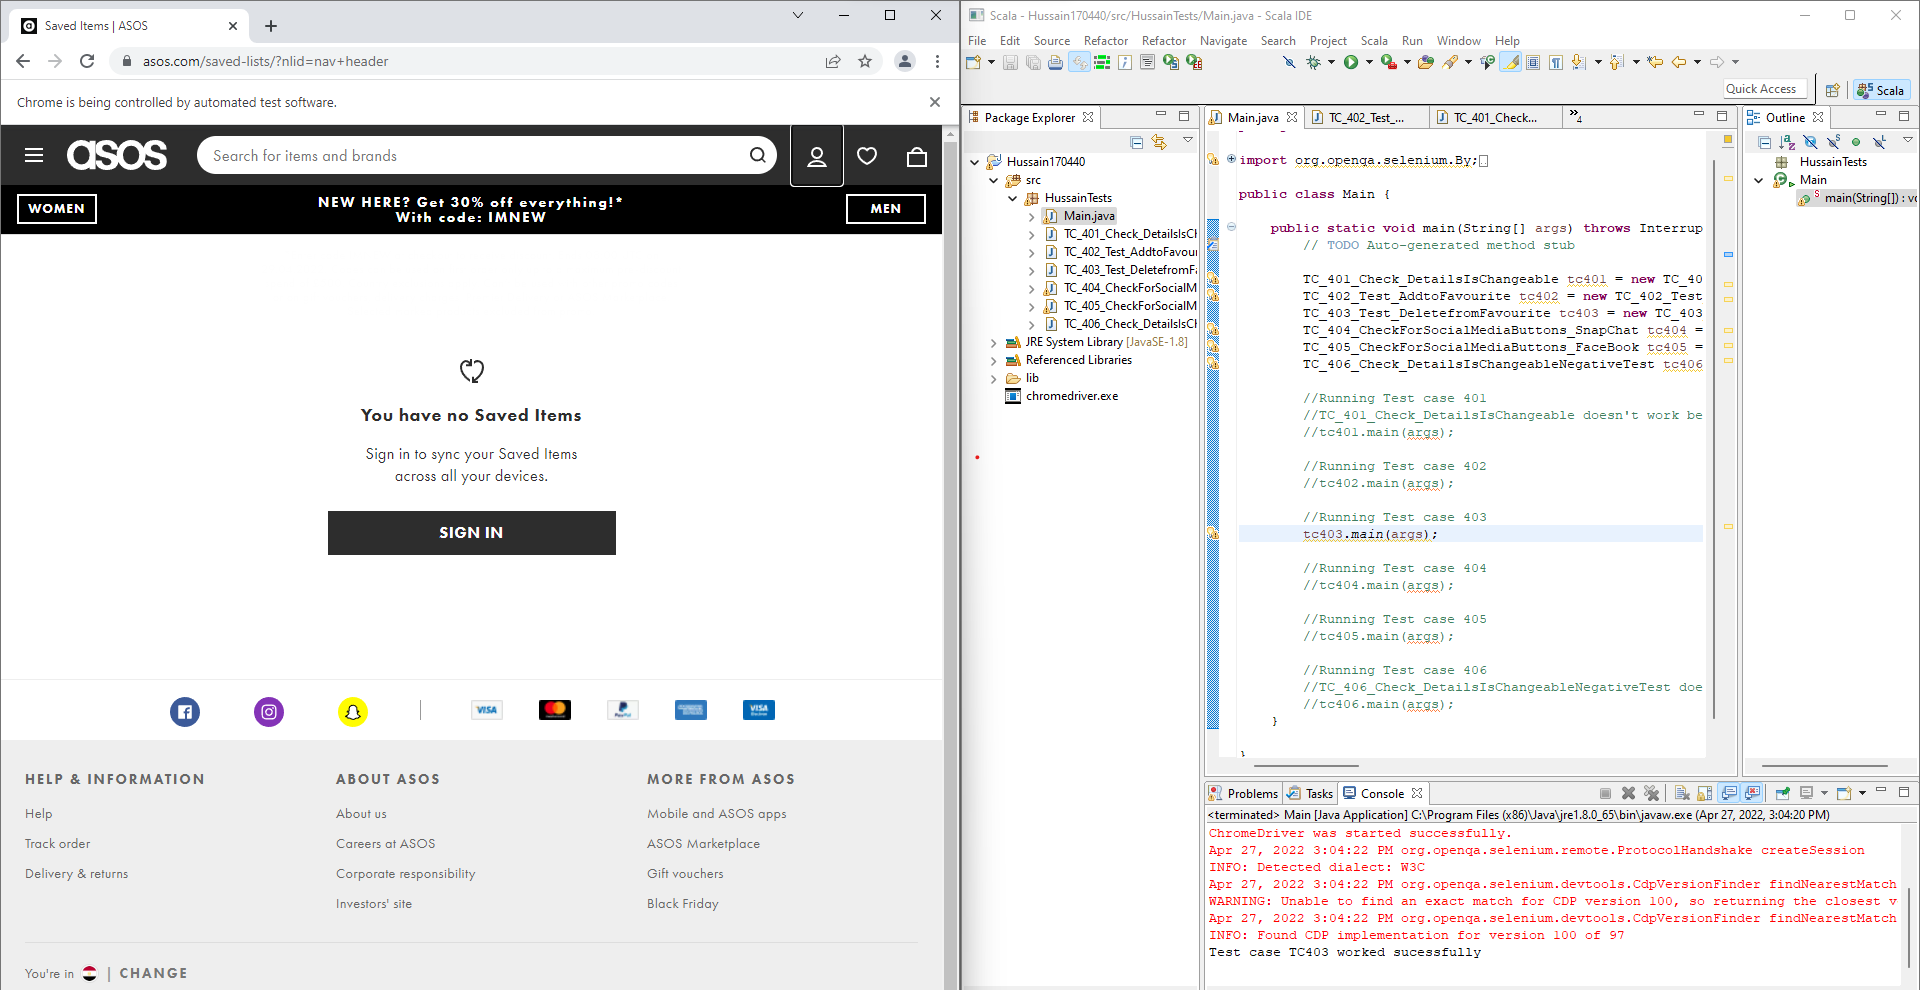 Saved Items | ASOS
asos.com/saved-lists/?nlid=nav+header
Chrome is being controlled by automated test software.
asos
Search for items and brands
WOMEN
NEW HERE? Get 30% off everything!*
With code: IMNEW
MEN
You have no Saved Items
Sign in to sync your Saved Items
across all your devices.
SIGN IN
VISA
PayPal
VISA
HELP & INFORMATION
Help
Track order
Delivery & returns
ABOUT ASOS
About us
Careers at ASOS
Corporate responsibility
Investors' site
MORE FROM ASOS
Mobile and ASOS apps
ASOS Marketplace
Gift vouchers
Black Friday
You're in | CHANGE
Scala - Hussain170440/src/HussainTests/Main.java - Scala IDE
File Edit Source Refactor Refactor Navigate Search Project Scala Run Window Help
Quick Access
Scala
Package Explorer
Hussain170440
src
HussainTests
Main.java
TC_401_Check_DetailsIsCh
TC_402_Test_AddtoFavou
TC_403_Test_DeletefromF
TC_404_CheckForSocialM
TC_405_CheckForSocialM
TC_406_Check_DetailsIsCh
JRE System Library [JavaSE-1.8]
Referenced Libraries
lib
chromedriver.exe
Main.java
TC_402_Test_...
TC_401_Check...
4
import org.openqa.selenium.By;
public class Main {
public static void main(String[] args) throws Interrup
// TODO Auto-generated method stub
TC_401_Check_DetailsIsChangeable tc401 = new TC_40
TC_402_Test_AddtoFavourite tc402 = new TC_402_Test
TC_403_Test_DeletefromFavourite tc403 = new TC_403
TC_404_CheckForSocialMediaButtons_SnapChat tc404 =
TC_405_CheckForSocialMediaButtons_FaceBook tc405 =
TC_406_Check_DetailsIsChangeableNegativeTest tc406
//Running Test case 401
//TC_401_Check_DetailsIsChangeable doesn't work be
//tc401.main(args);
//Running Test case 402
//tc402.main(args);
//Running Test case 403
tc403.main(args);
//Running Test case 404
//tc404.main(args);
//Running Test case 405
//tc405.main(args);
//Running Test case 406
//TC_406_Check_DetailsIsChangeableNegativeTest doe
//tc406.main(args);
}
}
Outline
HussainTests
Main
main(String[]) : vo
Problems
Tasks
Console
<terminated> Main [Java Application] C:\Program Files (x86)\Java\jre1.8.0_65\bin\javaw.exe (Apr 27, 2022, 3:04:20 PM)
ChromeDriver was started successfully.
Apr 27, 2022 3:04:22 PM org.openqa.selenium.remote.ProtocolHandshake createSession
INFO: Detected dialect: W3C
Apr 27, 2022 3:04:22 PM org.openqa.selenium.devtools.CdpVersionFinder findNearestMatch
WARNING: Unable to find an exact match for CDP version 100, so returning the closest v
Apr 27, 2022 3:04:22 PM org.openqa.selenium.devtools.CdpVersionFinder findNearestMatch
INFO: Found CDP implementation for version 100 of 97
Test case TC403 worked sucessfully